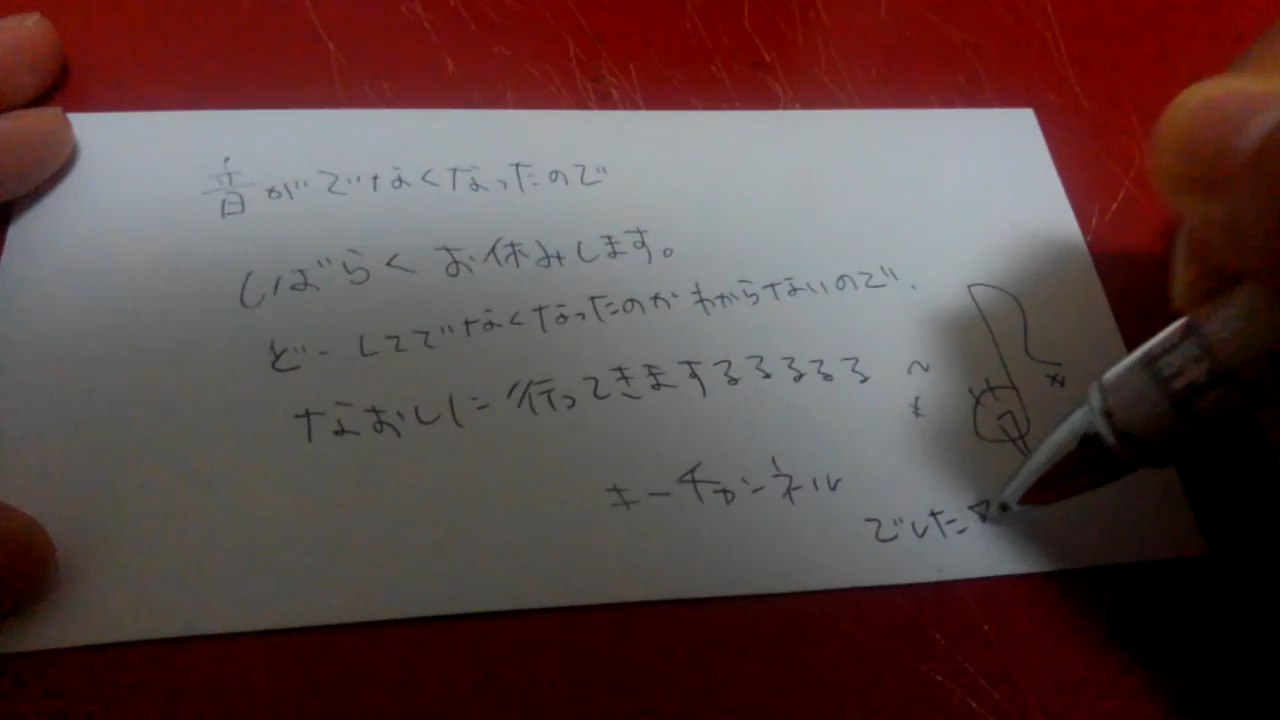 音がでなくなったので
しばらくお休みします。
どーしてでなくなったのかわからないので、
なおしに行ってきまするるるるる～
キーチャンネル
でした